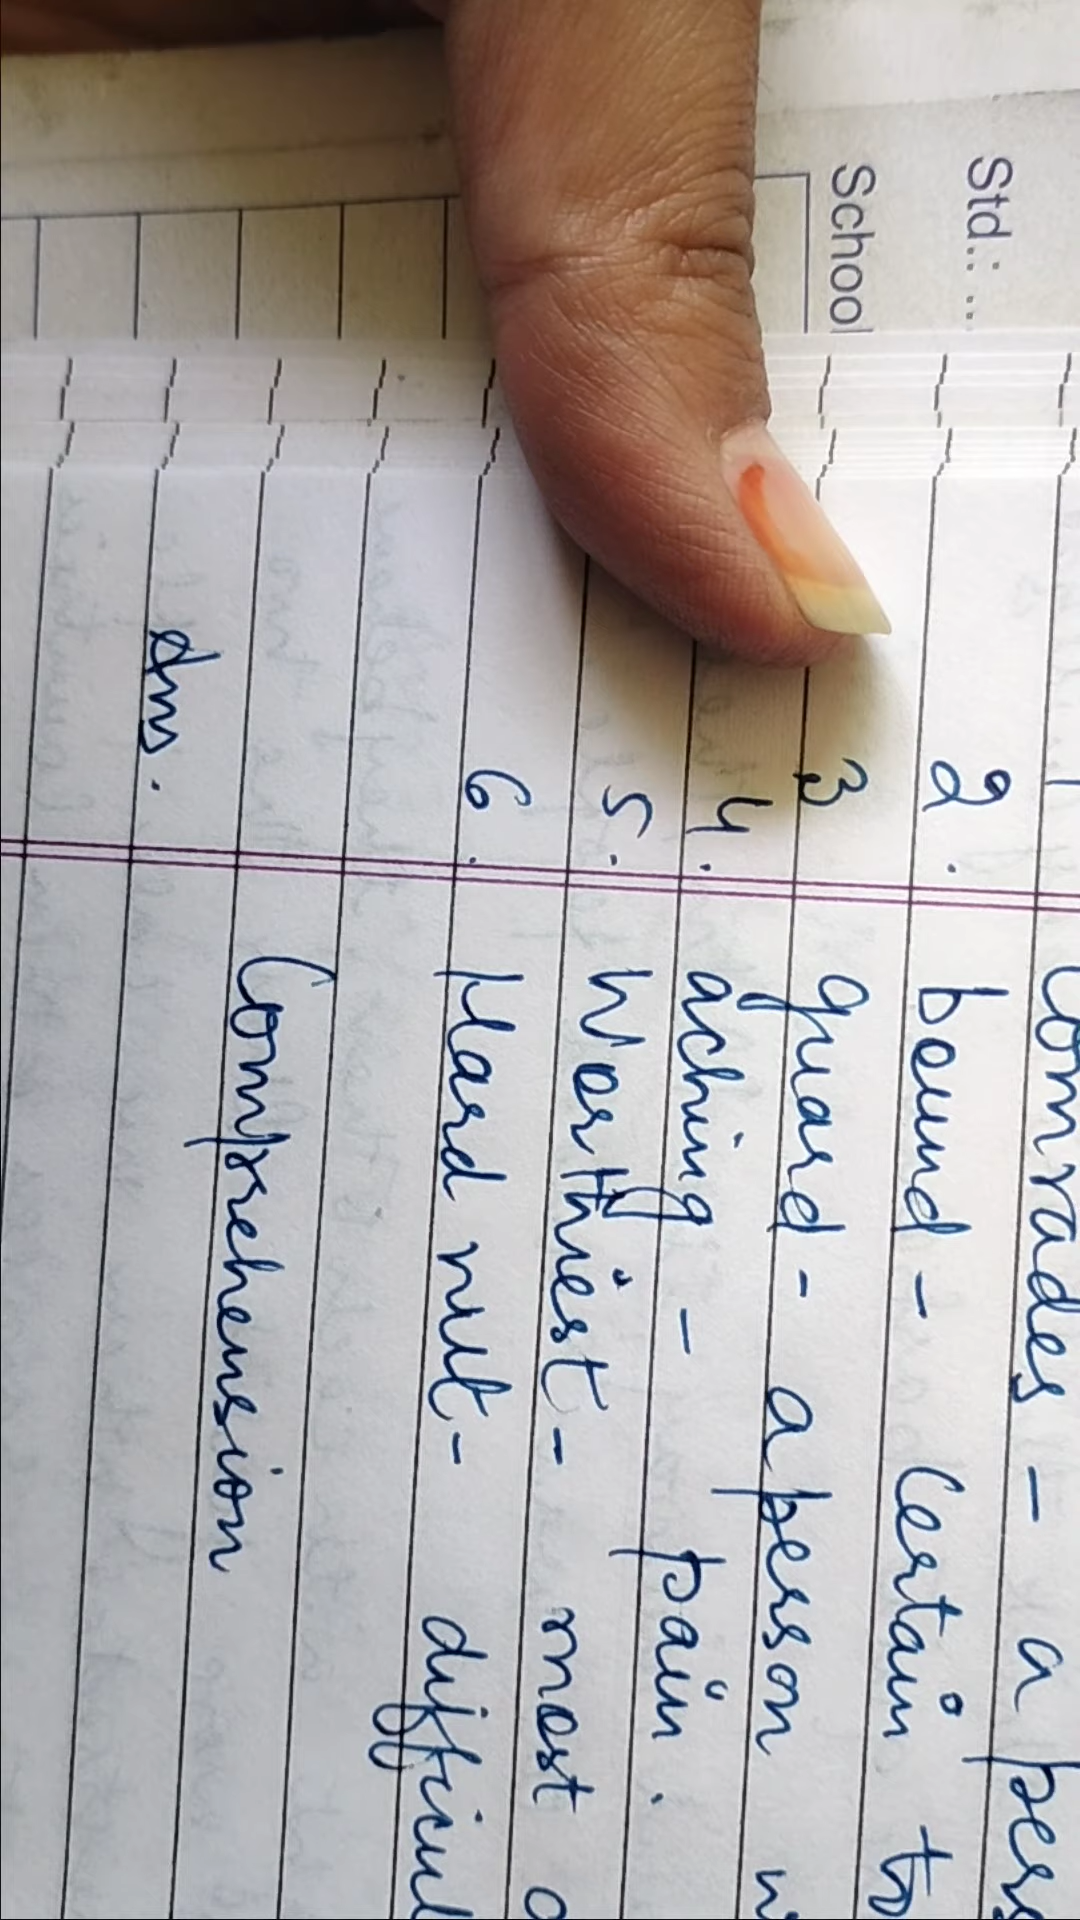 Std.: ..
School
1 Comrades - a pers
2. bound - Certain to
3 guard - a person w
4. aching - pain.
5. Worthiest - most
6. Hard nut - difficul
Comprehension
Ans.